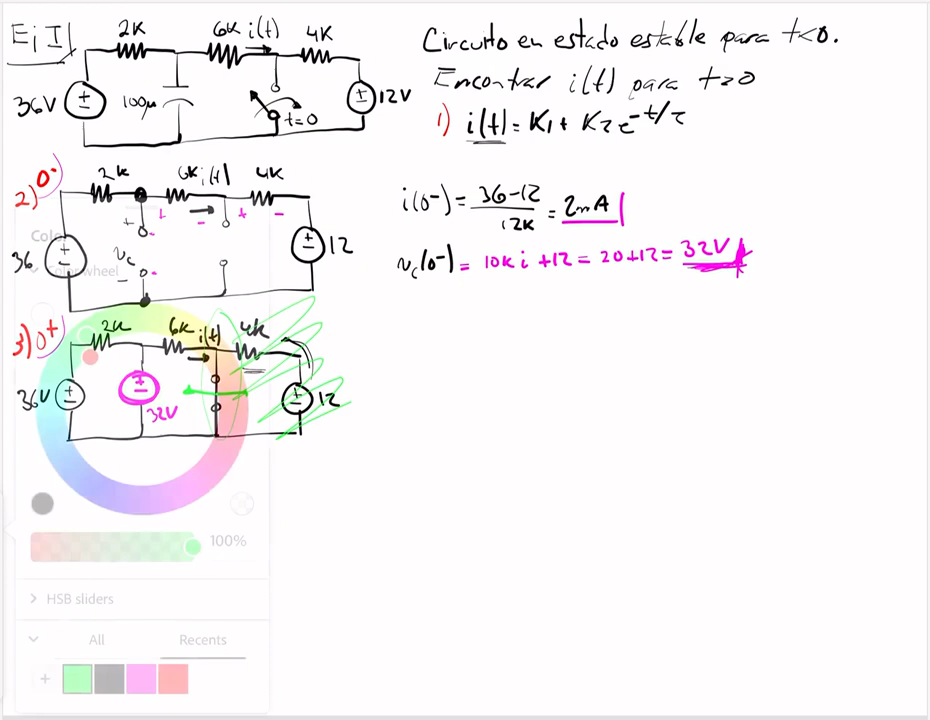 Ej I
2K 6K i(t) 4K
36V 100μ t=0 12V
Circuito en estado estable para t<0.
Encontrar i(t) para t>0
1) i(t) = K1 + K2 e^-t/τ
2) 0-
2K 6K i(t) 4K
36 + vc - 12
i(0-) = 36-12 / 12K = 2mA
vc(0-) = 10K i + 12 = 20 + 12 = 32V
3) 0+
2K 6K i(t) 4K
36V 32V 12
Color wheel
100%
HSB sliders
All Recents